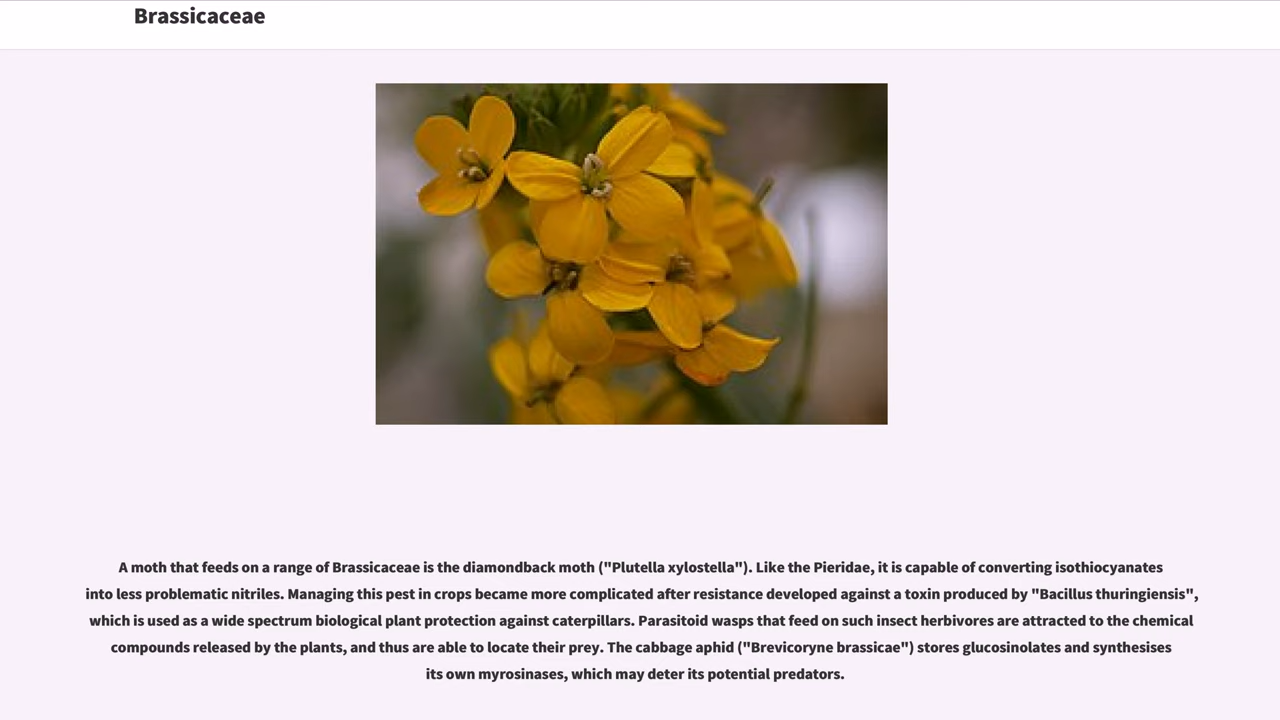 Brassicaceae
A moth that feeds on a range of Brassicaceae is the diamondback moth ("Plutella xylostella"). Like the Pieridae, it is capable of converting isothiocyanates
into less problematic nitriles. Managing this pest in crops became more complicated after resistance developed against a toxin produced by "Bacillus thuringiensis",
which is used as a wide spectrum biological plant protection against caterpillars. Parasitoid wasps that feed on such insect herbivores are attracted to the chemical
compounds released by the plants, and thus are able to locate their prey. The cabbage aphid ("Brevicoryne brassicae") stores glucosinolates and synthesises
its own myrosinases, which may deter its potential predators.